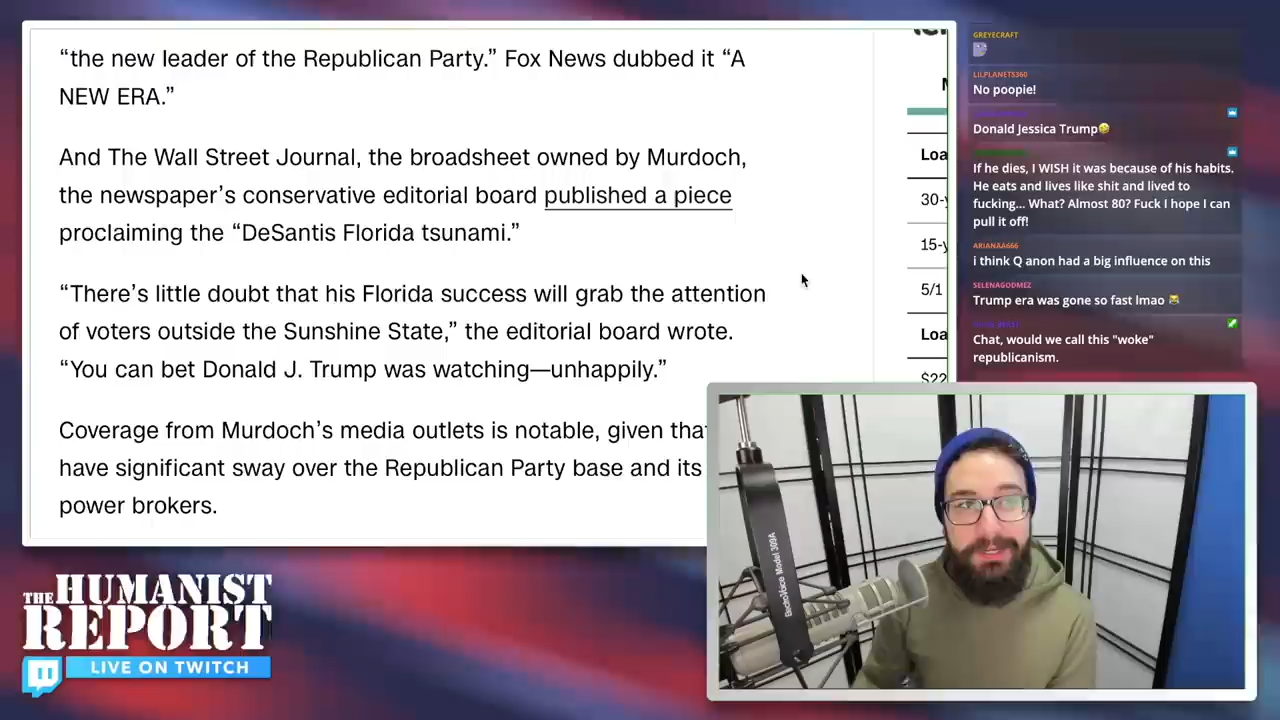 “the new leader of the Republican Party.” Fox News dubbed it “A
NEW ERA.”
And The Wall Street Journal, the broadsheet owned by Murdoch,
the newspaper’s conservative editorial board published a piece
proclaiming the “DeSantis Florida tsunami.”
“There’s little doubt that his Florida success will grab the attention
of voters outside the Sunshine State,” the editorial board wrote.
“You can bet Donald J. Trump was watching—unhappily.”
Coverage from Murdoch’s media outlets is notable, given that
have significant sway over the Republican Party base and its
power brokers.
Loa
30-y
15-y
5/1
Loa
$22
GREYECRAFT
LILPLANETS360
No poopie!
Donald Jessica Trump🤣
If he dies, I WISH it was because of his habits.
He eats and lives like shit and lived to
fucking... What? Almost 80? Fuck I hope I can
pull it off!
ARIANAA666
i think Q anon had a big influence on this
SELENAGODMEZ
Trump era was gone so fast lmao 😹
Chat, would we call this "woke"
republicanism.
ElectroVoice Model 309A
THE HUMANIST
REPORT
LIVE ON TWITCH